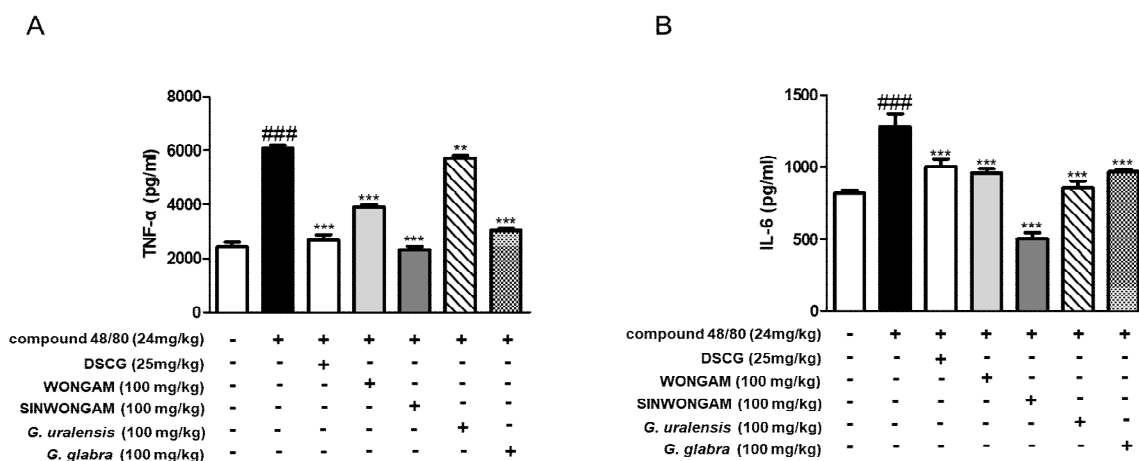 A
TNF-α (pg/ml)
8000
6000
4000
2000
0
###
***
***
***
**
***
compound 48/80 (24mg/kg) - + + + + + +
DSCG (25mg/kg) - - + - - - -
WONGAM (100 mg/kg) - - - + - - -
SINWONGAM (100 mg/kg) - - - - + - -
G. uralensis (100 mg/kg) - - - - - + -
G. glabra (100 mg/kg) - - - - - - +
B
IL-6 (pg/ml)
1500
1000
500
0
###
***
***
***
***
***
compound 48/80 (24mg/kg) - + + + + + +
DSCG (25mg/kg) - - + - - - -
WONGAM (100 mg/kg) - - - + - - -
SINWONGAM (100 mg/kg) - - - - + - -
G. uralensis (100 mg/kg) - - - - - + -
G. glabra (100 mg/kg) - - - - - - +